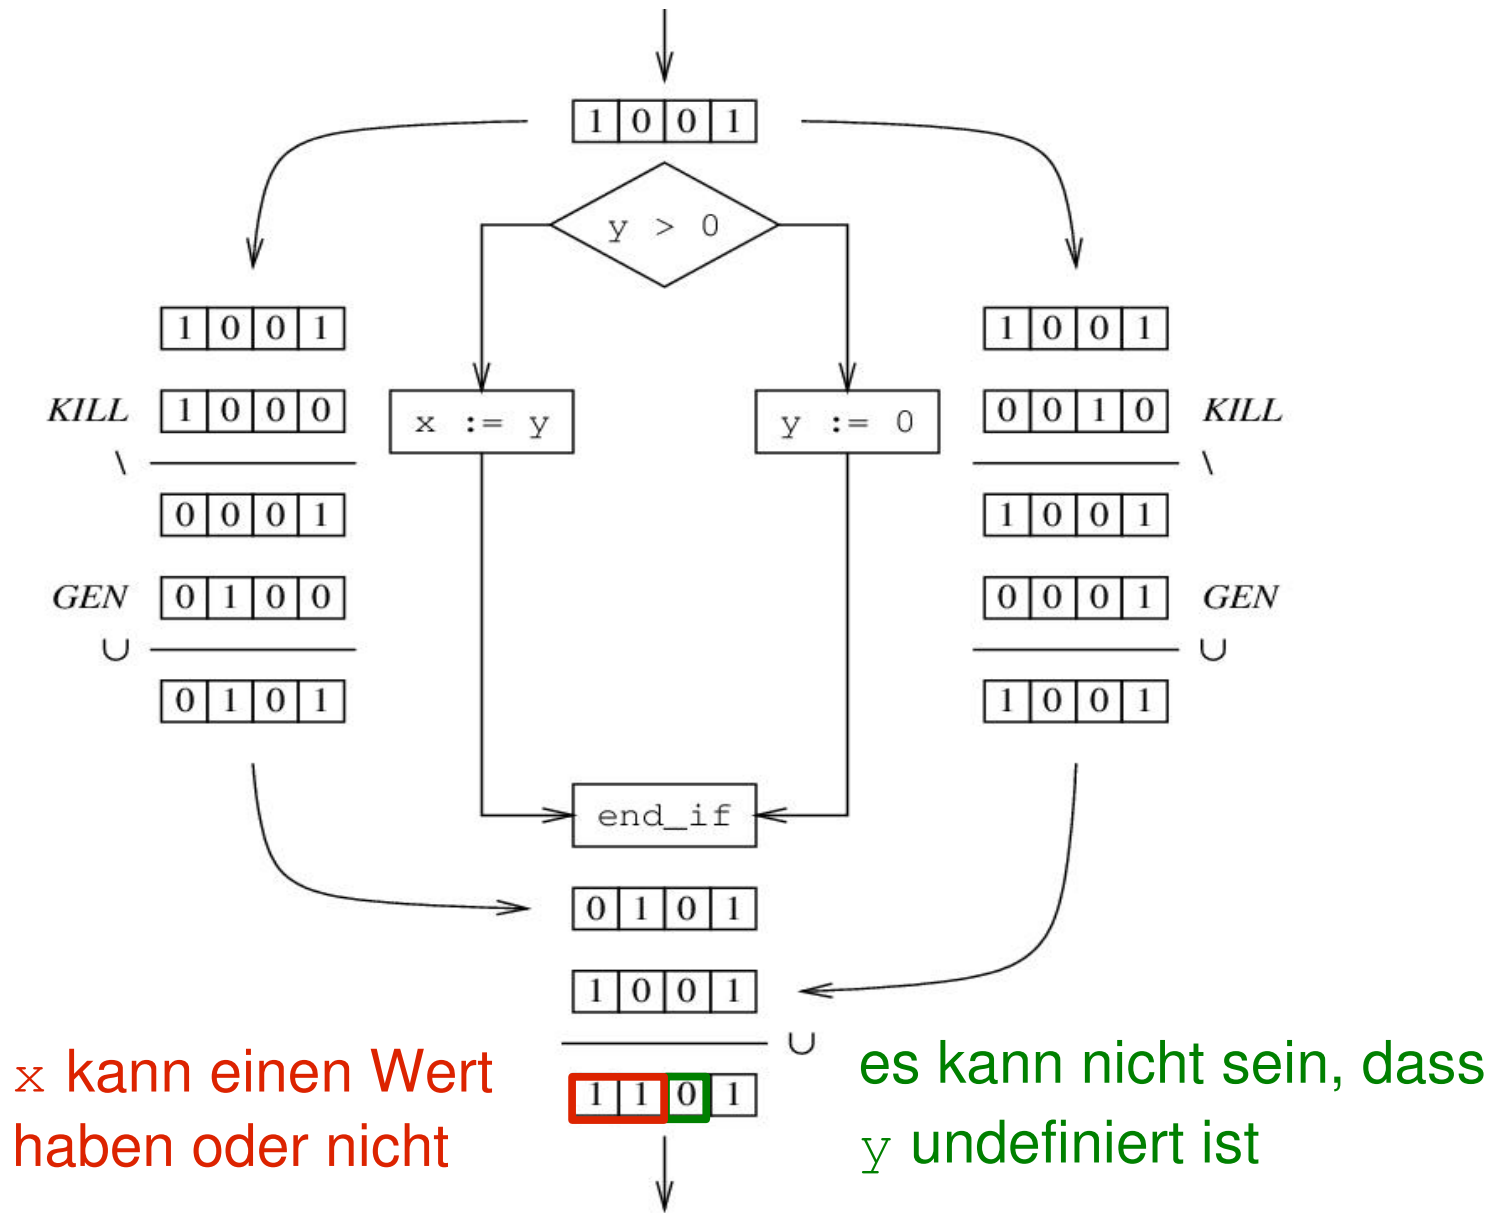 1 0 0 1
y > 0
1 0 0 1
1 0 0 1
KILL 1 0 0 0
x := y
y := 0
0 0 1 0 KILL
\
\
0 0 0 1
1 0 0 1
GEN 0 1 0 0
0 0 0 1 GEN
∪
∪
0 1 0 1
1 0 0 1
end_if
0 1 0 1
1 0 0 1
∪
1 1 0 1
x kann einen Wert
haben oder nicht
es kann nicht sein, dass
y undefiniert ist